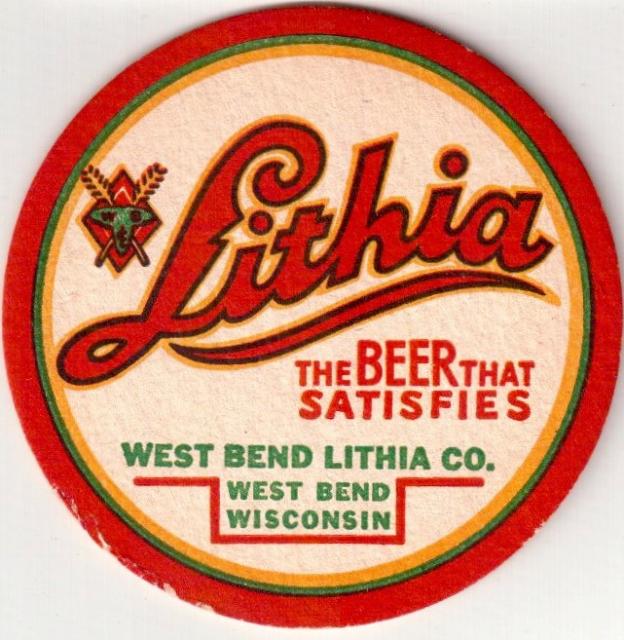 Lithia
THE BEER THAT
SATISFIES
WEST BEND LITHIA CO.
WEST BEND
WISCONSIN